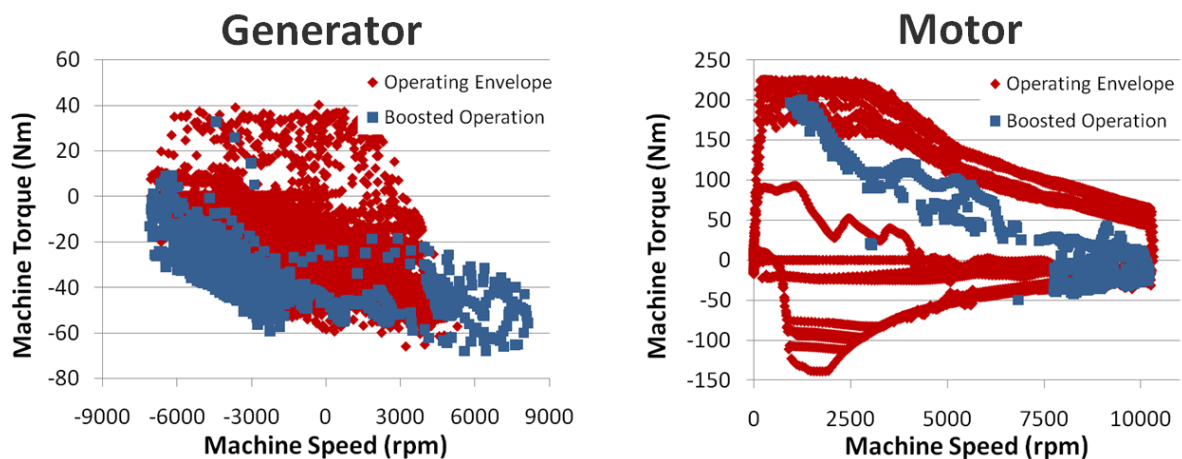 Generator
60
40
20
0
-20
-40
-60
-80
Machine Torque (Nm)
Operating Envelope
Boosted Operation
-9000 -6000 -3000 0 3000 6000 9000
Machine Speed (rpm)
Motor
250
200
150
100
50
0
-50
-100
-150
Machine Torque (Nm)
Operating Envelope
Boosted Operation
0 2500 5000 7500 10000
Machine Speed (rpm)